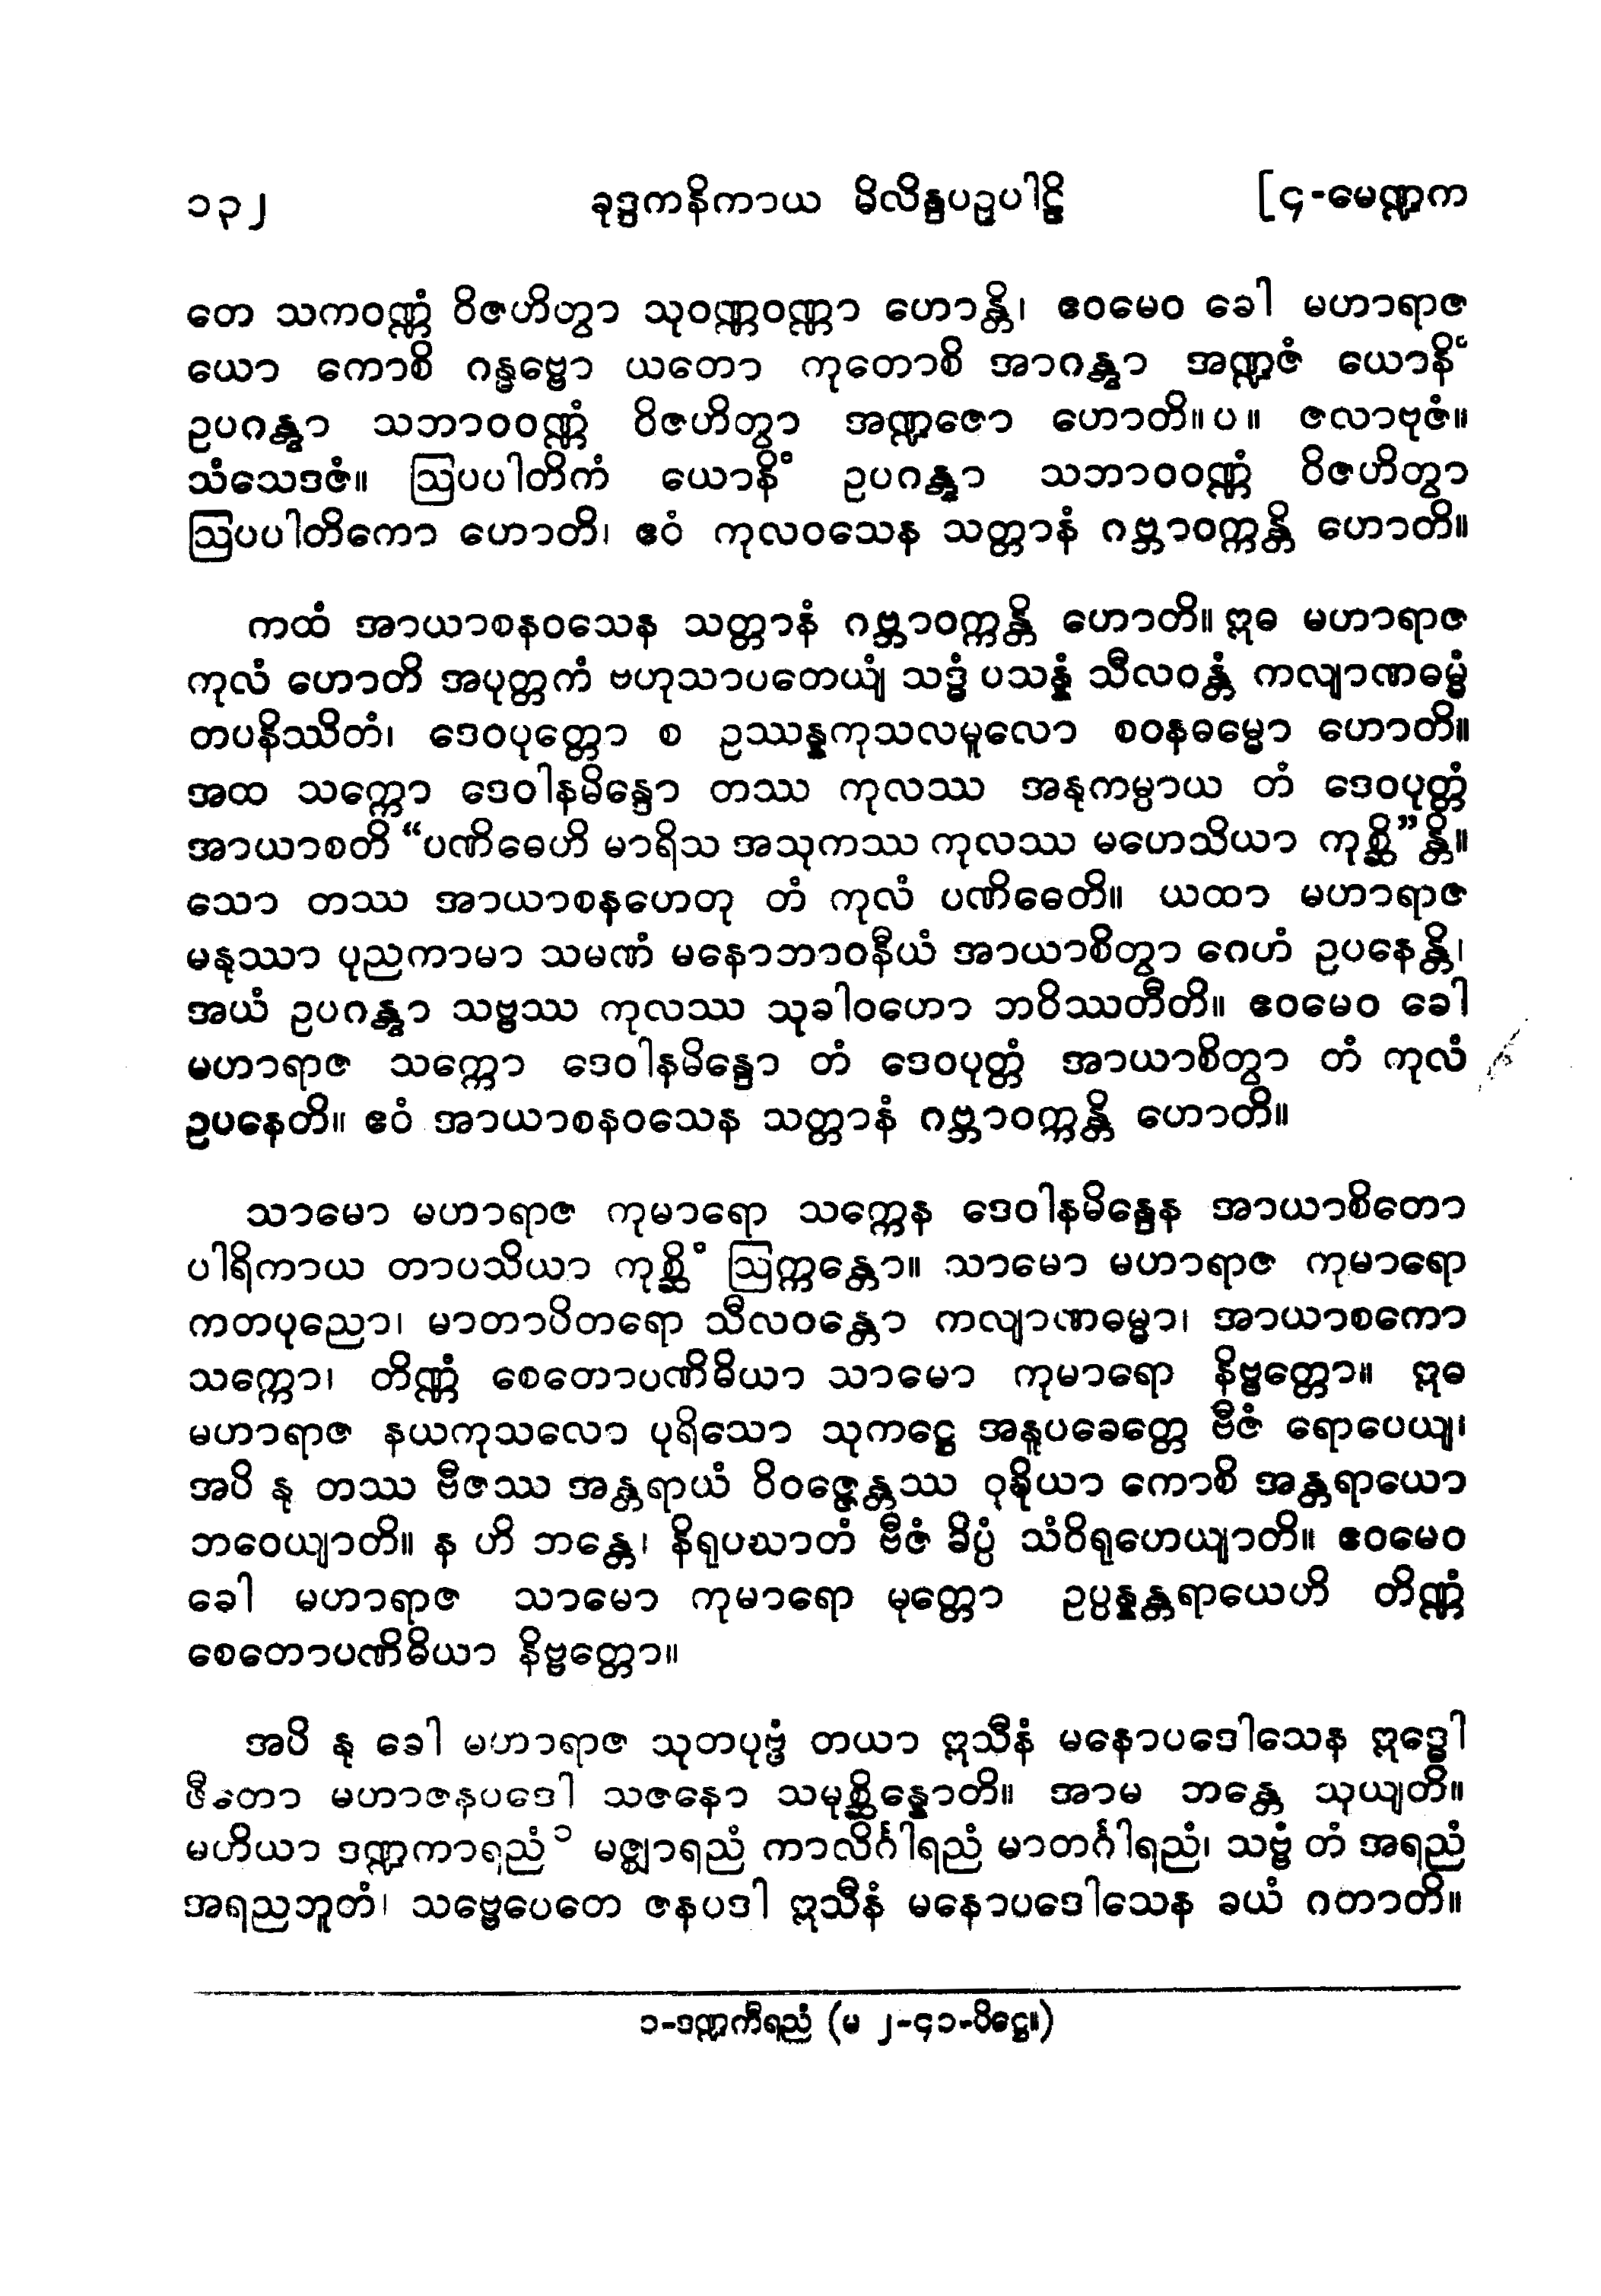 ၁၃၂ ခုဒ္ဒကနိကာယ မိလိန္ဒပဉှပါဠိ [၄-မေဏ္ဍက
တေ သကဝဏ္ဏံ ဝိဇဟိတွာ သုဝဏ္ဏဝဏ္ဏာ ဟောန္တိ၊ ဧဝမေဝ ခေါ မဟာရာဇ
ယော ကောစိ ဂန္ဓဗ္ဗော ယတော ကုတောစိ အာဂန္တွာ အဏ္ဍဇံ ယောနိံ
ဥပဂန္တွာ သဘာဝဝဏ္ဏံ ဝိဇဟိတွာ အဏ္ဍဇော ဟောတိ။ပ။ ဇလာဗုဇံ။
သံသေဒဇံ။ ဩပပါတိကံ ယောနိံ ဥပဂန္တွာ သဘာဝဝဏ္ဏံ ဝိဇဟိတွာ
ဩပပါတိကော ဟောတိ၊ ဧဝံ ကုလဝသေန သတ္တာနံ ဂဗ္ဘာဝက္ကန္တိ ဟောတိ။
ကထံ အာယာစနဝသေန သတ္တာနံ ဂဗ္ဘာဝက္ကန္တိ ဟောတိ။ ဣဓ မဟာရာဇ
ကုလံ ဟောတိ အပုတ္တကံ ဗဟုသာပတေယျံ သဒ္ဓံ ပသန္နံ သီလဝန္တံ ကလျာဏဓမ္မံ
တပနိဿိတံ၊ ဒေဝပုတ္တော စ ဥဿန္နကုသလမူလော စဝနဓမ္မော ဟောတိ။
အထ သက္ကော ဒေဝါနမိန္ဒော တဿ ကုလဿ အနုကမ္ပာယ တံ ဒေဝပုတ္တံ
အာယာစတိ “ပဏိဓေဟိ မာရိသ အသုကဿ ကုလဿ မဟေသိယာ ကုစ္ဆိ”န္တိ။
သော တဿ အာယာစနဟေတု တံ ကုလံ ပဏိဓေတိ။ ယထာ မဟာရာဇ
မနုဿာ ပုညကာမာ သမဏံ မနောဘာဝနီယံ အာယာစိတွာ ဂေဟံ ဥပနေန္တိ၊
အယံ ဥပဂန္တွာ သဗ္ဗဿ ကုလဿ သုခါဝဟော ဘဝိဿတီတိ။ ဧဝမေဝ ခေါ
မဟာရာဇ သက္ကော ဒေဝါနမိန္ဒော တံ ဒေဝပုတ္တံ အာယာစိတွာ တံ ကုလံ
ဥပနေတိ။ ဧဝံ အာယာစနဝသေန သတ္တာနံ ဂဗ္ဘာဝက္ကန္တိ ဟောတိ။
သာမော မဟာရာဇ ကုမာရော သက္ကေန ဒေဝါနမိန္ဒေန အာယာစိတော
ပါရိကာယ တာပသိယာ ကုစ္ဆိံ ဩက္ကန္တော။ သာမော မဟာရာဇ ကုမာရော
ကတပုညော၊ မာတာပိတရော သီလဝန္တော ကလျာဏဓမ္မာ၊ အာယာစကော
သက္ကော၊ တိဏ္ဏံ စေတောပဏိဓိယာ သာမော ကုမာရော နိဗ္ဗတ္တော။ ဣဓ
မဟာရာဇ နယကုသလော ပုရိသော သုကဋ္ဌေ အနူပခေတ္တေ ဗီဇံ ရောပေယျ၊
အပိ နု တဿ ဗီဇဿ အန္တရာယံ ဝိဝဇ္ဇေန္တဿ ဝုဒ္ဓိယာ ကောစိ အန္တရာယော
ဘဝေယျာတိ။ န ဟိ ဘန္တေ၊ နိရုပဃာတံ ဗီဇံ ခိပ္ပံ သံဝိရုဟေယျာတိ။ ဧဝမေဝ
ခေါ မဟာရာဇ သာမော ကုမာရော မုတ္တော ဥပ္ပန္နန္တရာယေဟိ တိဏ္ဏံ
စေတောပဏိဓိယာ နိဗ္ဗတ္တော။
အပိ နု ခေါ မဟာရာဇ သုတပုဗ္ဗံ တယာ ဣသီနံ မနောပဒေါသေန ဣဒ္ဓေါ
ဖီတော မဟာဇနပဒေါ သဇနော သမုစ္ဆိန္နောတိ။ အာမ ဘန္တေ သုယျတိ။
မဟိယာ ဒဏ္ဍကာရညံ၁ မဇ္ဈာရညံ ကာလိင်္ဂါရညံ မာတင်္ဂါရညံ၊ သဗ္ဗံ တံ အရညံ
အရညဘူတံ၊ သဗ္ဗေပေတေ ဇနပဒါ ဣသီနံ မနောပဒေါသေန ခယံ ဂတာတိ။
၁-ဒဏ္ဍကီရညံ (မ ၂-၄၁-ပိဋ္ဌေ။)